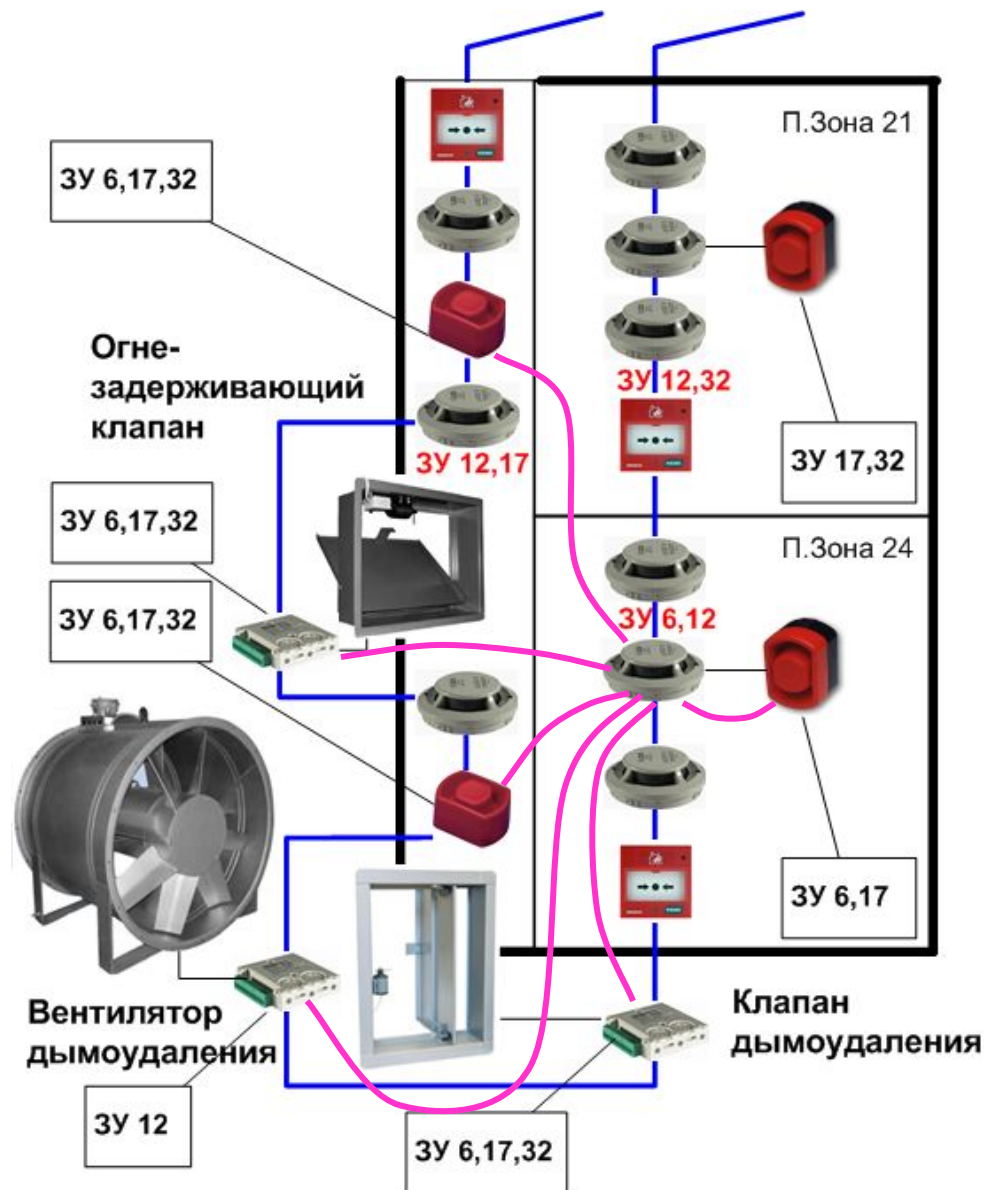 П.Зона 21
ЗУ 6,17,32
Огне-
задерживающий
клапан
ЗУ 12,32
ЗУ 12,17
ЗУ 17,32
ЗУ 6,17,32
П.Зона 24
ЗУ 6,17,32
ЗУ 6,12
ЗУ 6,17
Вентилятор
дымоудаления
Клапан
дымоудаления
ЗУ 12
ЗУ 6,17,32